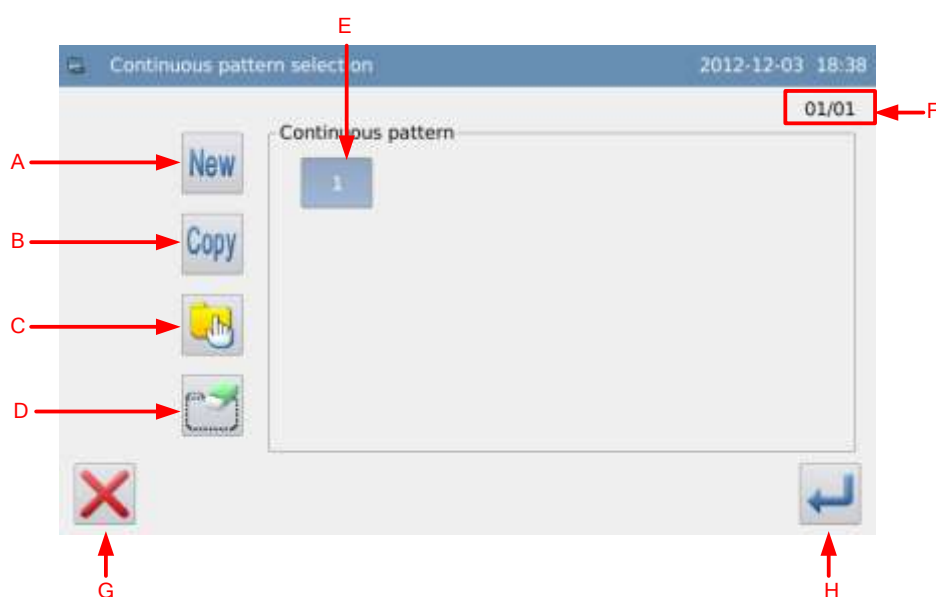 E
Continuous pattern selection 2012-12-03 18:38
01/01
F
Continuous pattern
A
New
1
B
Copy
C
D
G
H